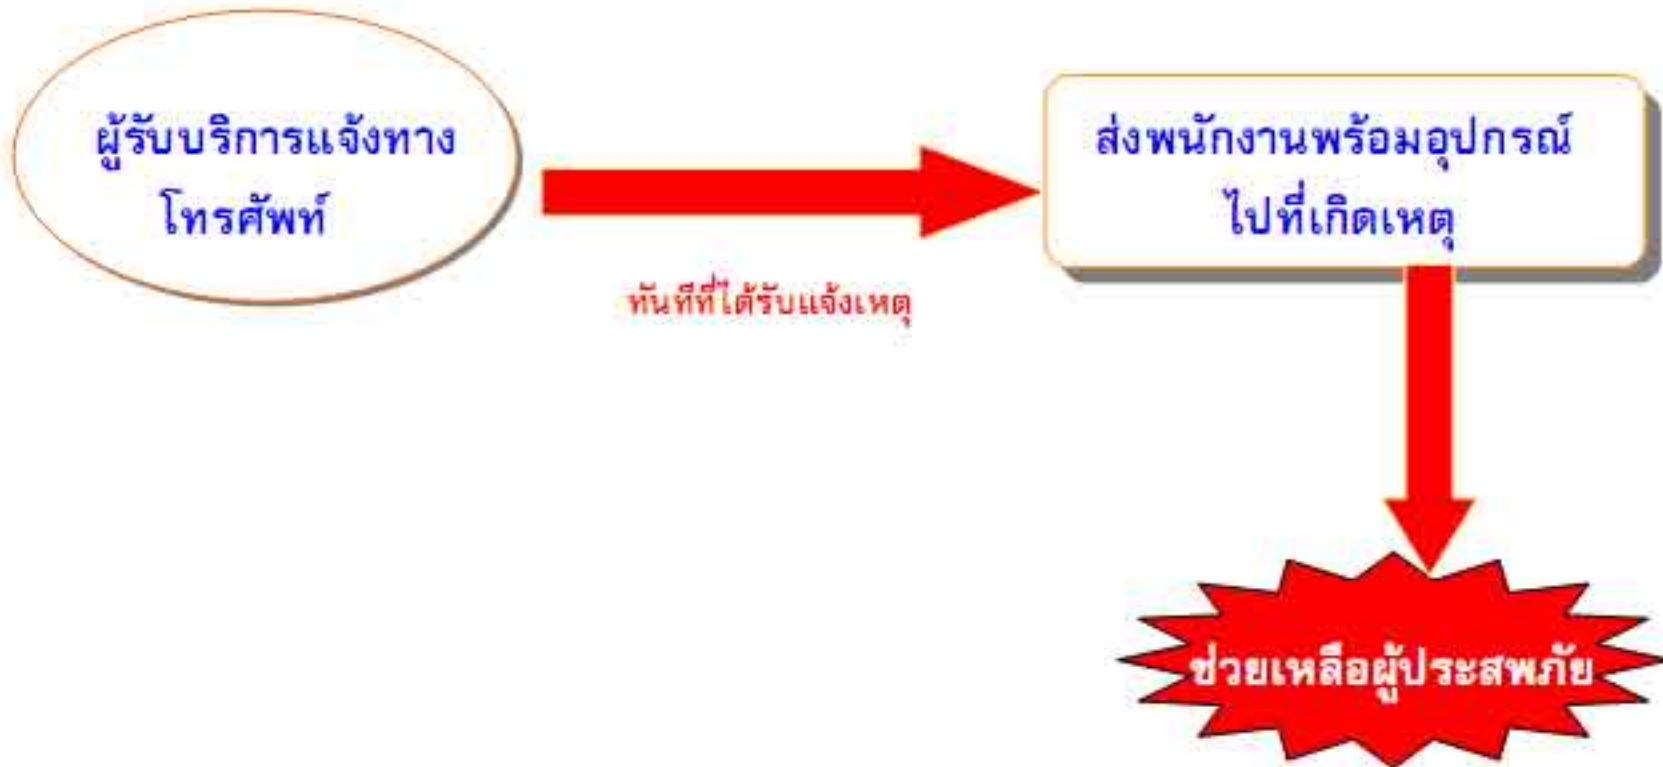 ผู้รับบริการแจ้งทาง
โทรศัพท์
ส่งพนักงานพร้อมอุปกรณ์
ไปที่เกิดเหตุ
ทันทีที่ได้รับแจ้งเหตุ
ช่วยเหลือผู้ประสพภัย